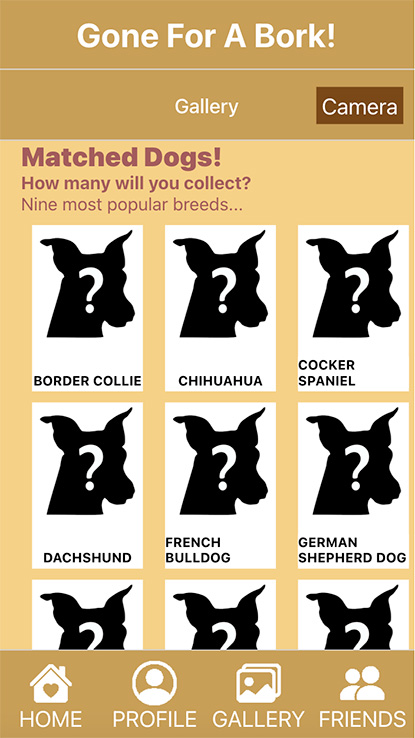 Gone For A Bork!
Gallery
Camera
Matched Dogs!
How many will you collect?
Nine most popular breeds...
?
?
?
BORDER COLLIE
CHIHUAHUA
COCKER
SPANIEL
?
?
?
DACHSHUND
FRENCH
BULLDOG
GERMAN
SHEPHERD DOG
?
?
?
HOME
PROFILE
GALLERY
FRIENDS